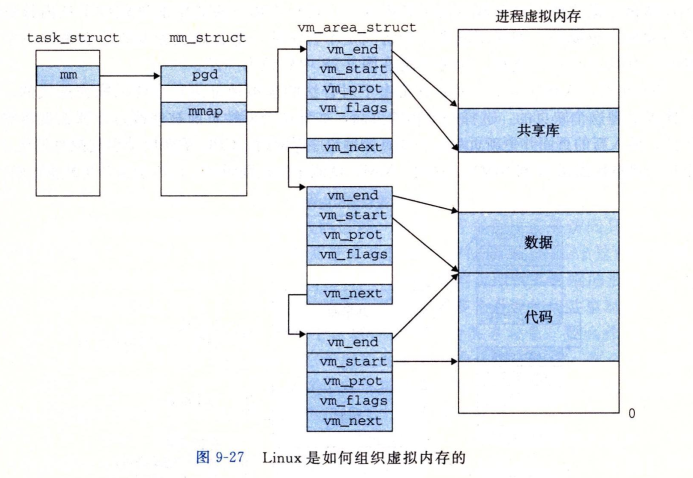 task_struct
mm
mm_struct
pgd
mmap
vm_area_struct
vm_end
vm_start
vm_prot
vm_flags
vm_next
vm_end
vm_start
vm_prot
vm_flags
vm_next
vm_end
vm_start
vm_prot
vm_flags
vm_next
进程虚拟内存
共享库
数据
代码
0
图 9-27 Linux 是如何组织虚拟内存的